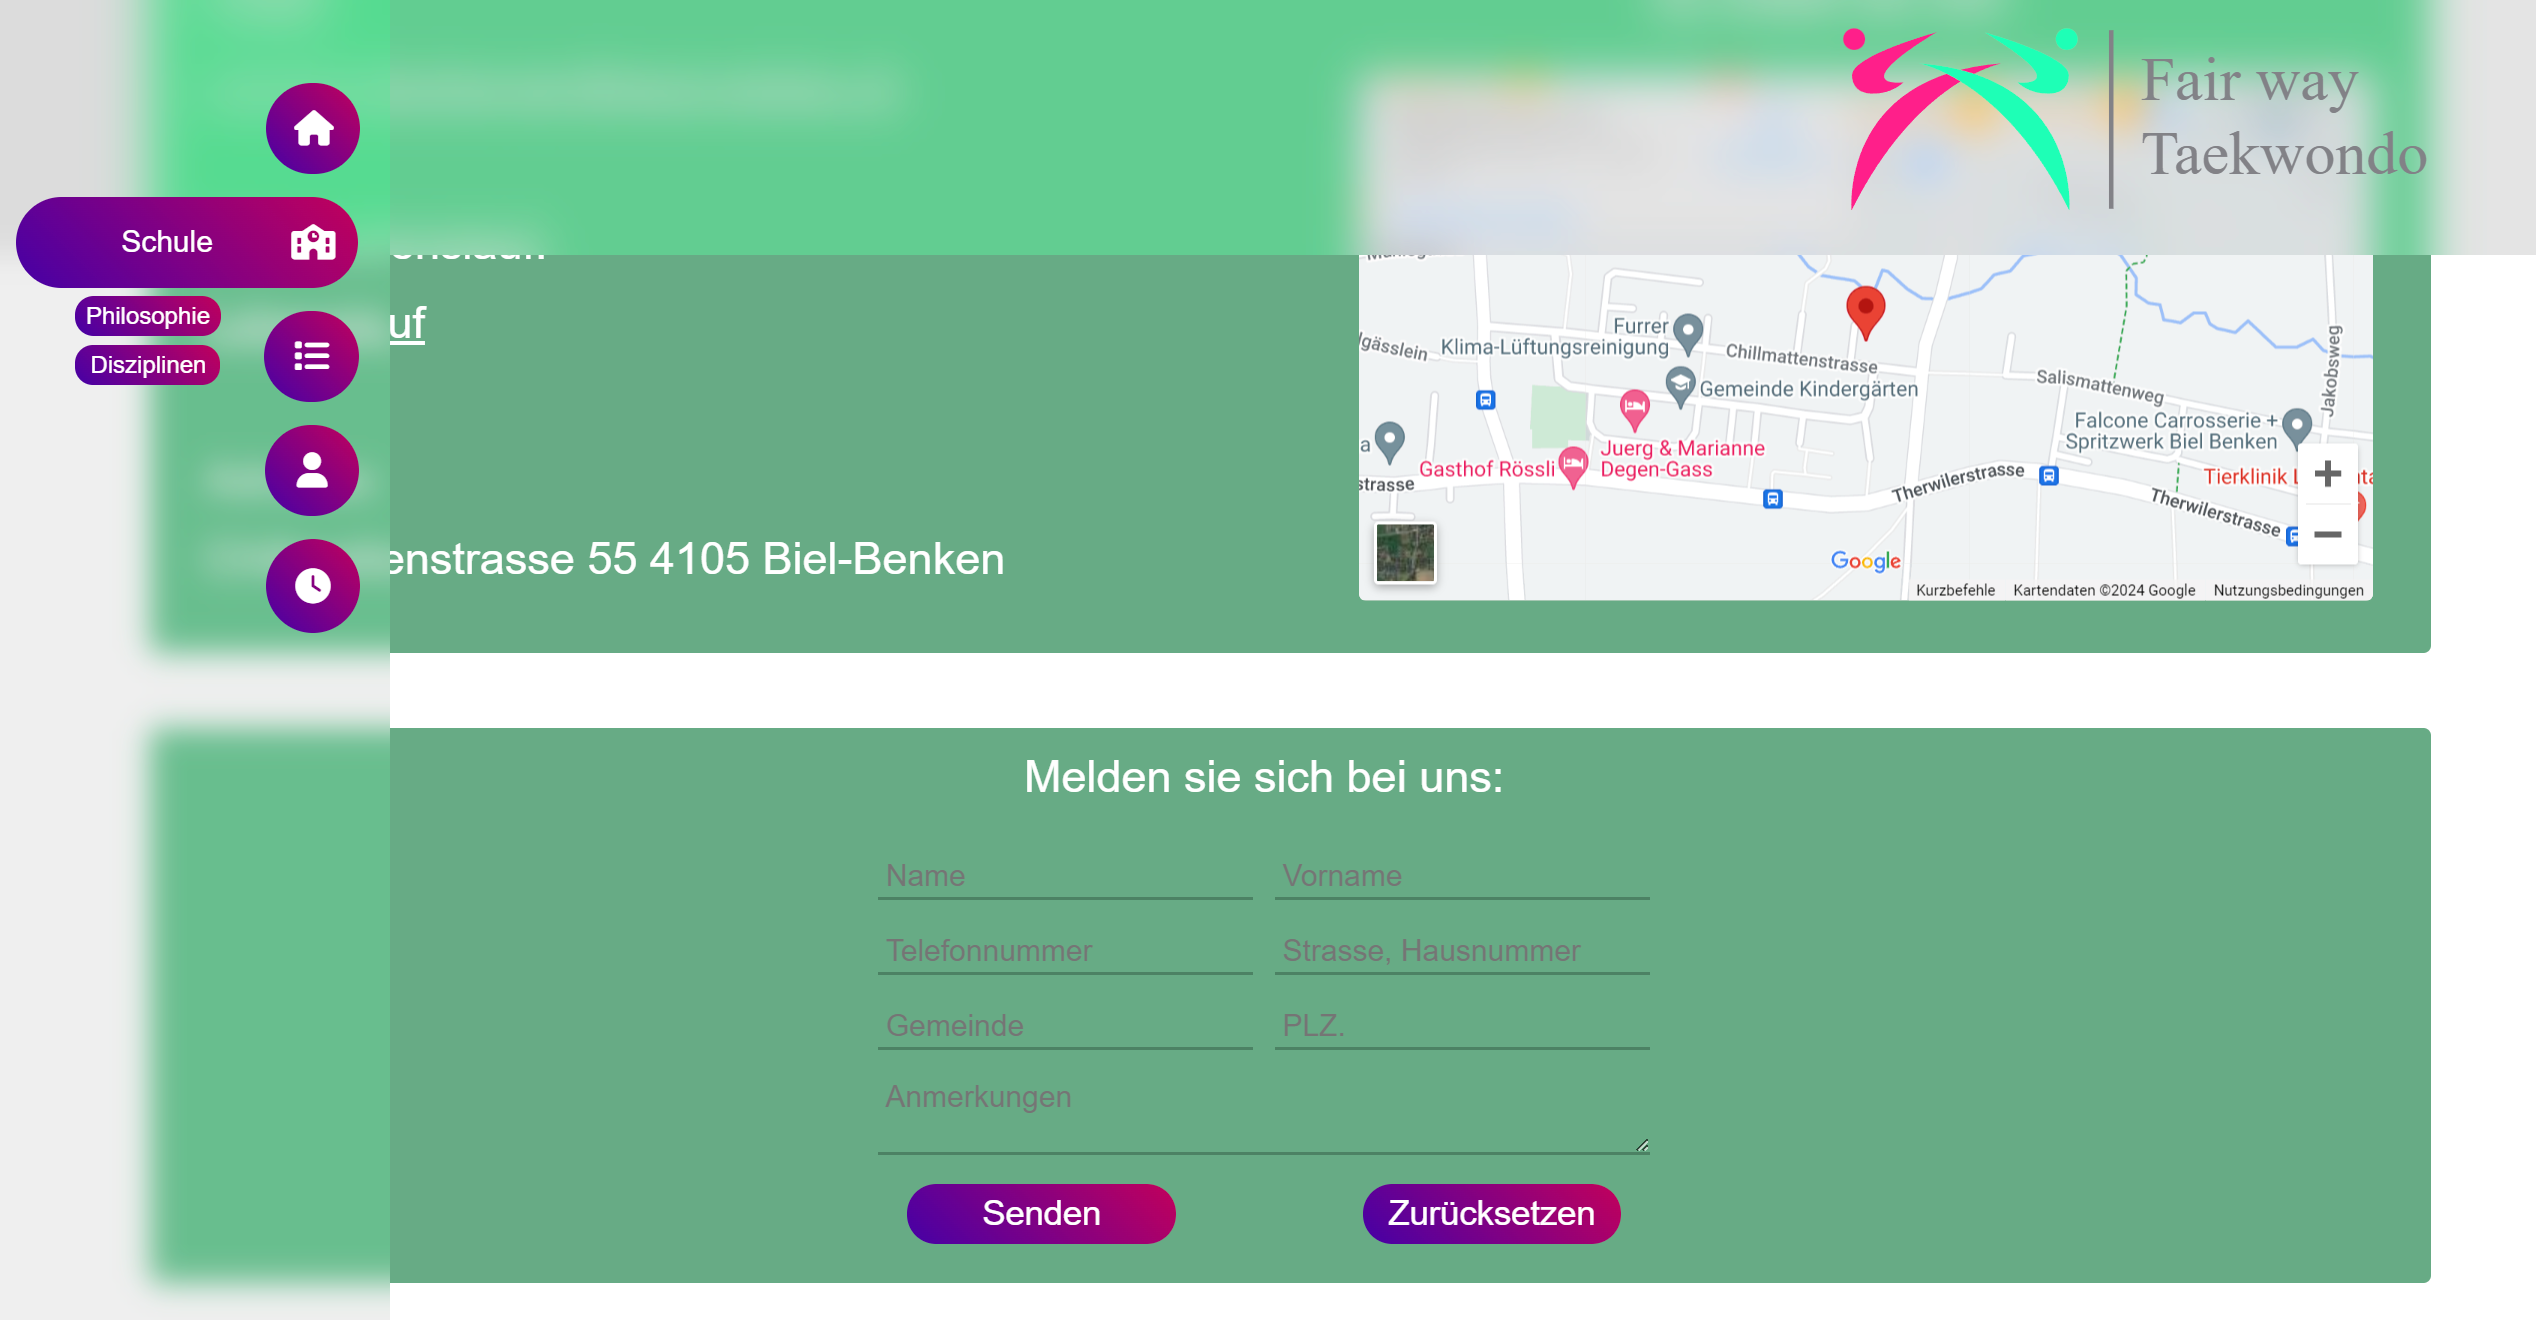 Fair way
Taekwondo
Schule
Philosophie
Disziplinen
uf
enstrasse 55 4105 Biel-Benken
Furrer
Klima-Lüftungsreinigung
lgässlein
Chillmattenstrasse
Gemeinde Kindergärten
Salismattenweg
Jakobsweg
Falcone Carrosserie +
Spritzwerk Biel Benken
a
Juerg & Marianne
Degen-Gass
Gasthof Rössli
strasse
Therwilerstrasse
Tierklinik
Therwilerstrasse
Google
Kurzbefehle
Kartendaten ©2024 Google
Nutzungsbedingungen
Melden sie sich bei uns:
Name
Vorname
Telefonnummer
Strasse, Hausnummer
Gemeinde
PLZ.
Anmerkungen
Senden
Zurücksetzen